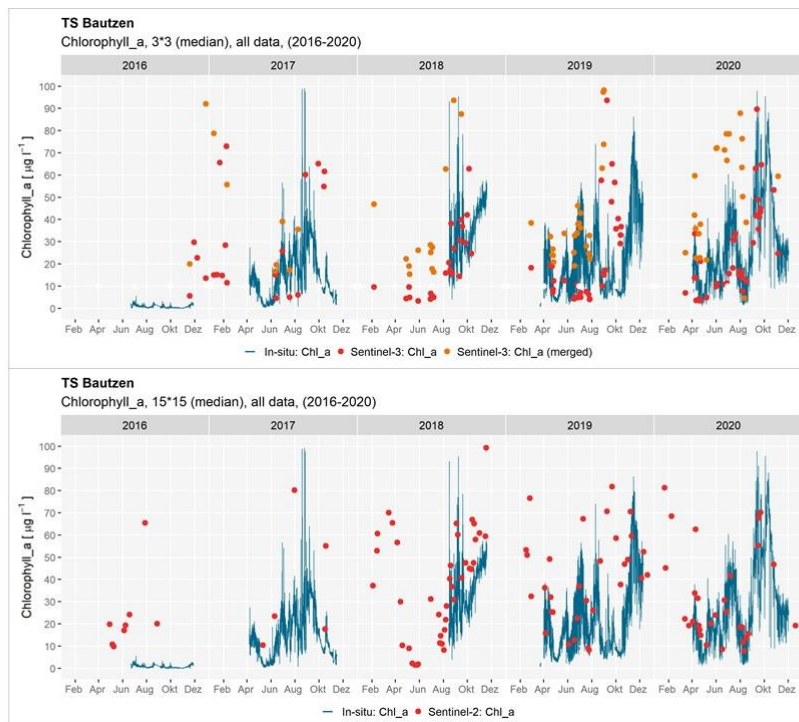 TS Bautzen
Chlorophyll_a, 3*3 (median), all data, (2016-2020)
2016 2017 2018 2019 2020
100
90
80
70
60
50
40
30
20
10
0
Chlorophyll_a [ µg l⁻¹ ]
Feb Apr Jun Aug Okt Dez Feb Apr Jun Aug Okt Dez Feb Apr Jun Aug Okt Dez Feb Apr Jun Aug Okt Dez Feb Apr Jun Aug Okt Dez
In-situ: Chl_a Sentinel-3: Chl_a Sentinel-3: Chl_a (merged)
TS Bautzen
Chlorophyll_a, 15*15 (median), all data, (2016-2020)
2016 2017 2018 2019 2020
100
90
80
70
60
50
40
30
20
10
0
Chlorophyll_a [ µg l⁻¹ ]
Feb Apr Jun Aug Okt Dez Feb Apr Jun Aug Okt Dez Feb Apr Jun Aug Okt Dez Feb Apr Jun Aug Okt Dez Feb Apr Jun Aug Okt Dez
In-situ: Chl_a Sentinel-2: Chl_a